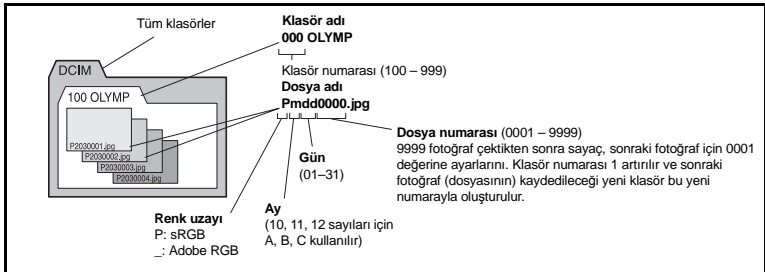 Tüm klasörler
DCIM
100 OLYMP
P2030001.jpg
P2030002.jpg
P2030003.jpg
P2030004.jpg
Klasör adı
000 OLYMP
Klasör numarası (100 – 999)
Dosya adı
Pmdd0000.jpg
Dosya numarası (0001 – 9999)
9999 fotoğraf çektikten sonra sayaç, sonraki fotoğraf için 0001
değerine ayarlarını. Klasör numarası 1 artırılır ve sonraki
fotoğraf (dosyasının) kaydedileceği yeni klasör bu yeni
numarayla oluşturulur.
Gün
(01–31)
Ay
(10, 11, 12 sayıları için
A, B, C kullanılır)
Renk uzayı
P: sRGB
_: Adobe RGB